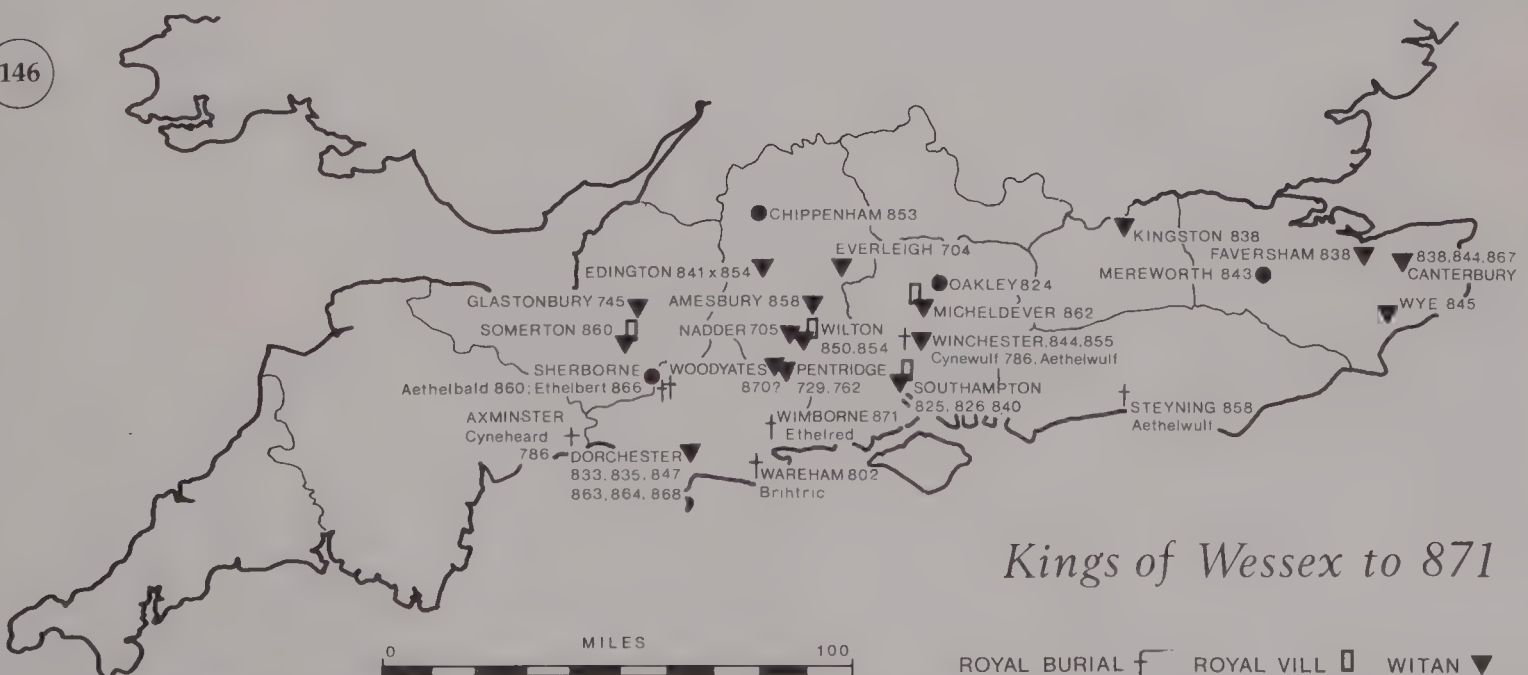 146
CHIPPENHAM 853
EVERLEIGH 704
KINGSTON 838
FAVERSHAM 838
838,844,867
CANTERBURY
EDINGTON 841x854
MEREWORTH 843
OAKLEY 824
GLASTONBURY 745
AMESBURY 858
MICHELDEVER 862
WYE 845
SOMERTON 860
NADDER 705
WILTON
850,854
WINCHESTER,844,855
Cynewulf 786, Aethelwulf
SHERBORNE
Aethelbald 860; Ethelbert 866
WOODYATES
870?
PENTRIDGE
729,762
SOUTHAMPTON
825, 826 840
STEYNING 858
Aethelwulf
AXMINSTER
Cyneheard
786
WIMBORNE 871
Ethelred
DORCHESTER
833,835,847
863,864,868
WAREHAM 802
Brihtric
Kings of Wessex to 871
MILES
0 100
ROYAL BURIAL ROYAL VILL WITAN